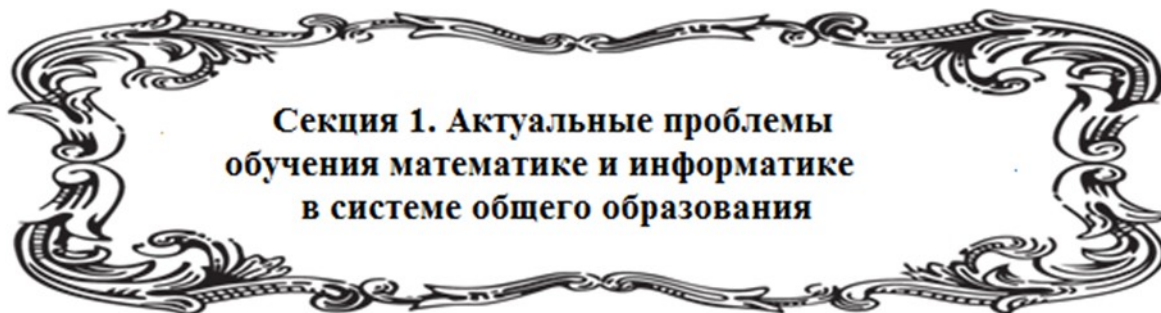 Секция 1. Актуальные проблемы
обучения математике и информатике
в системе общего образования